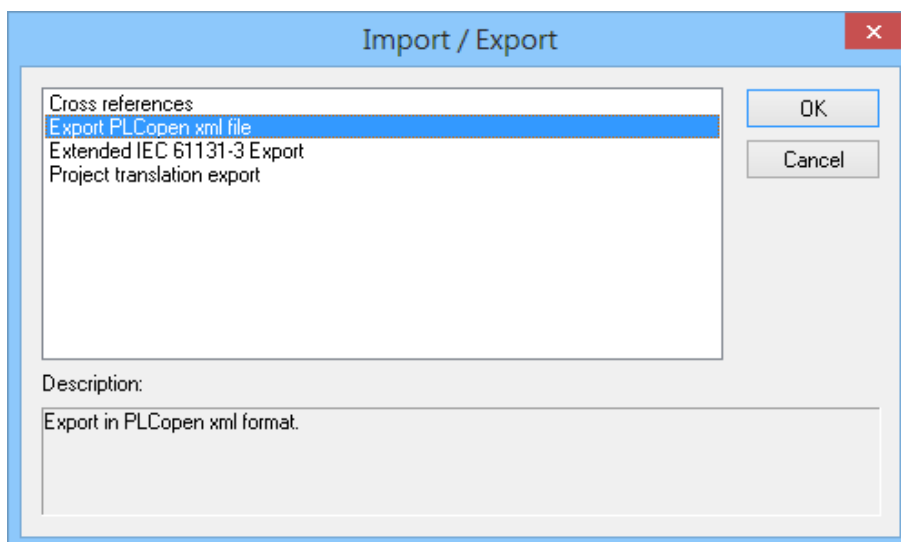 Import / Export
Cross references
Export PLCopen xml file
Extended IEC 61131-3 Export
Project translation export
OK
Cancel
Description:
Export in PLCopen xml format.